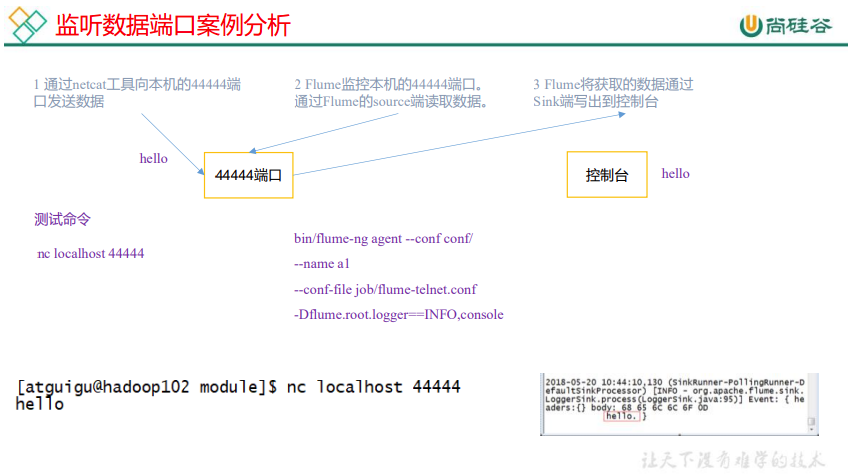 监听数据端口案例分析
尚硅谷
1 通过netcat工具向本机的44444端
口发送数据
2 Flume监控本机的44444端口。
通过Flume的source端读取数据。
3 Flume将获取的数据通过
Sink端写出到控制台
hello
44444端口
控制台
hello
测试命令
nc localhost 44444
bin/flume-ng agent --conf conf/
--name a1
--conf-file job/flume-telnet.conf
-Dflume.root.logger==INFO,console
[atguigu@hadoop102 module]$ nc localhost 44444
hello
2018-05-20 10:44:10,130 (SinkRunner-PollingRunner-D
efaultSinkProcessor) [INFO - org.apache.flume.sink.
LoggerSink.process(LoggerSink.java:95)] Event: { he
aders:{} body: 68 65 6C 6C 6F 0D
hello. }
让天下没有难学的技术